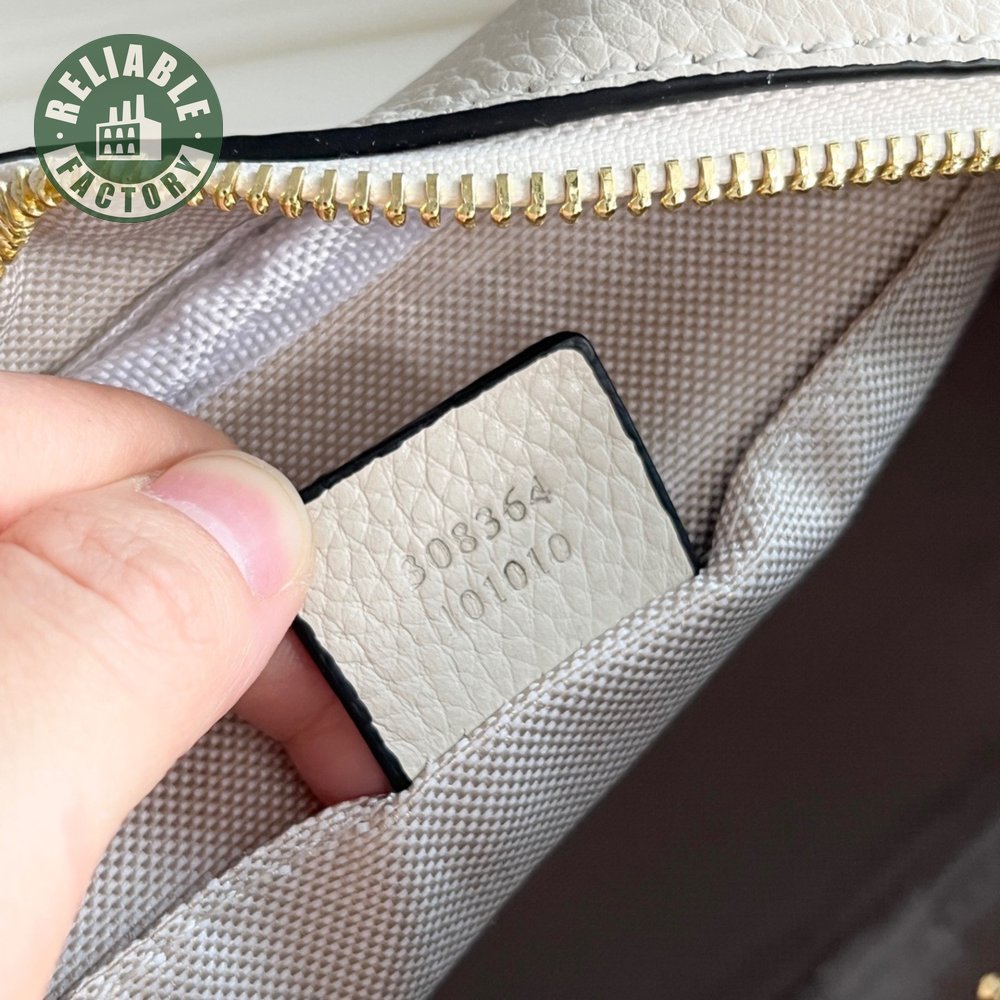 RELIABLE
FACTORY
308364
101010